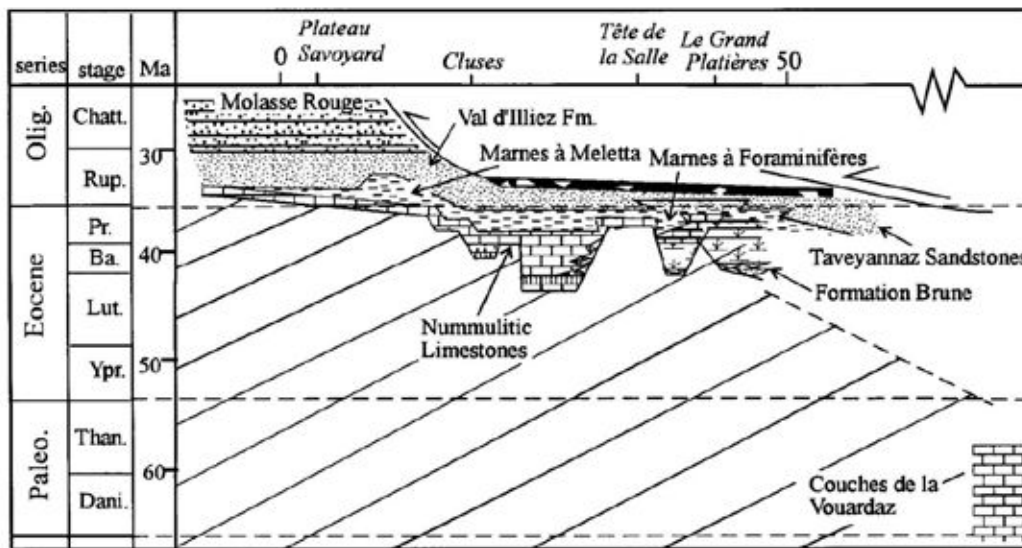 Plateau
Savoyard
Tête de
la Salle
Le Grand
Platières
series
stage
Ma
0
Cluses
50
Olig.
Chatt.
Molasse Rouge
Val d'Illiez Fm.
30
Marnes à Meletta
Marnes à Foraminifères
Rup.
Eocene
Pr.
Ba.
40
Taveyannaz Sandstones
Formation Brune
Lut.
Nummulitic
Limestones
Ypr.
50
Paleo.
Than.
60
Dani.
Couches de la
Vouardaz